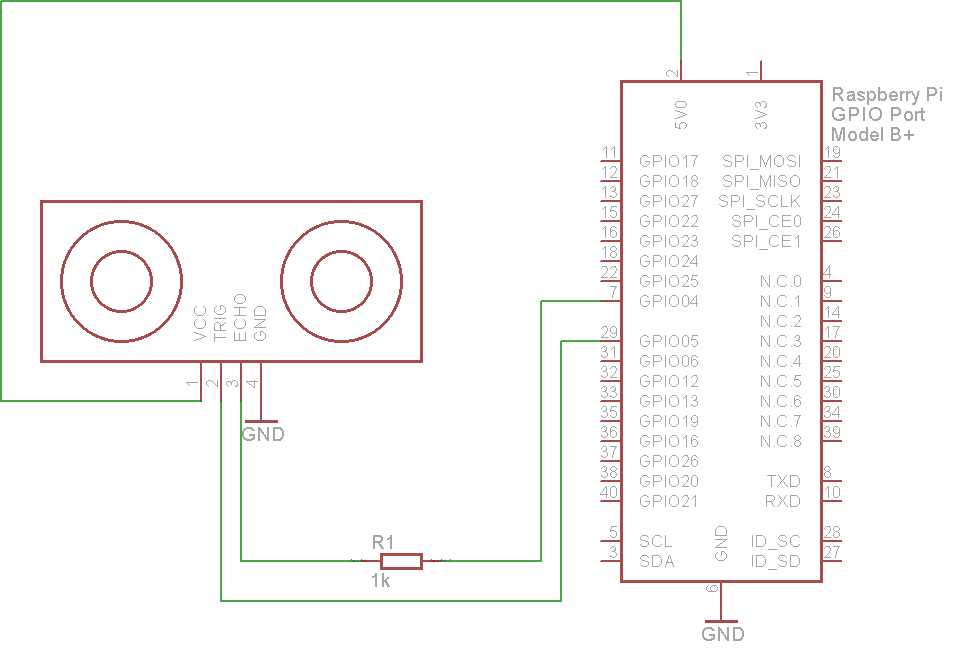 2
1
5V0
3V3
Raspberry Pi
GPIO Port
Model B+
11 GPIO17 SPI_MOSI 19
12 GPIO18 SPI_MISO 21
13 GPIO27 SPI_SCLK 23
15 GPIO22 SPI_CE0 24
16 GPIO23 SPI_CE1 26
18 GPIO24
22 GPIO25 N.C.0 4
7 GPIO04 N.C.1 9
N.C.2 14
29 GPIO05 N.C.3 17
31 GPIO06 N.C.4 20
32 GPIO12 N.C.5 25
33 GPIO13 N.C.6 30
35 GPIO19 N.C.7 34
36 GPIO16 N.C.8 39
37 GPIO26
38 GPIO20 TXD 8
40 GPIO21 RXD 10
5 SCL ID_SC 28
3 SDA ID_SD 27
GND
6
GND
VCC
TRIG
ECHO
GND
1
2
3
4
GND
R1
1k